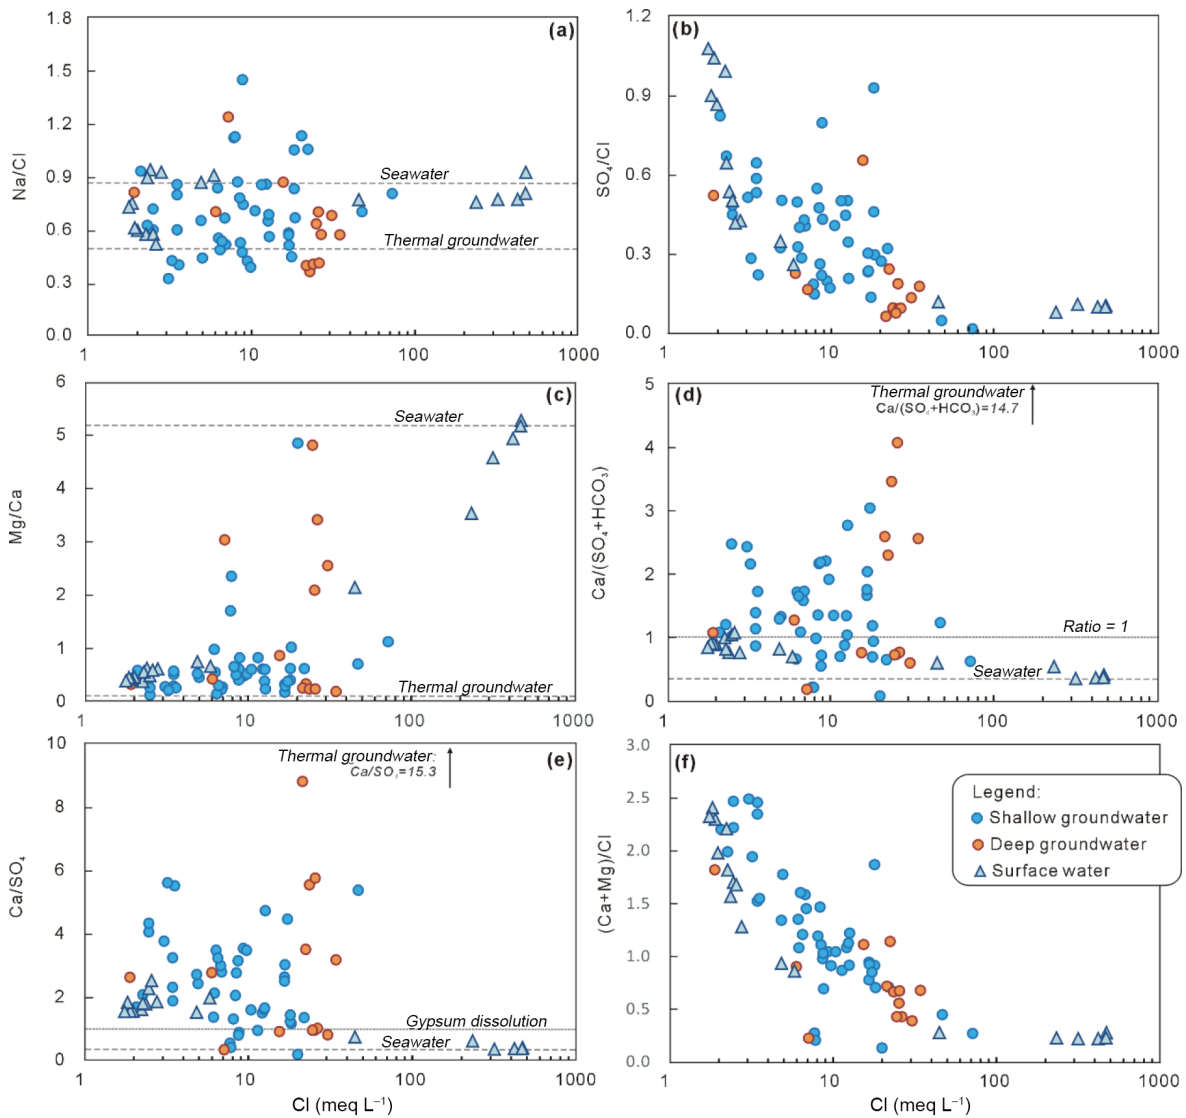 (a)
Na/Cl
1.8
1.5
1.2
0.9
0.6
0.3
0.0
Seawater
Thermal groundwater
1 10 100 1000
(b)
SO₄/Cl
1.2
0.9
0.6
0.3
0.0
1 10 100 1000
(c)
Mg/Ca
6
5
4
3
2
1
0
Seawater
Thermal groundwater
1 10 100 1000
(d)
Ca/(SO₄+HCO₃)
5
4
3
2
1
0
Thermal groundwater
Ca/(SO₄+HCO₃)=14.7
Ratio = 1
Seawater
1 10 100 1000
(e)
Ca/SO₄
10
8
6
4
2
0
Thermal groundwater:
Ca/SO₄=15.3
Gypsum dissolution
Seawater
1 10 100 1000
Cl (meq L⁻¹)
(f)
(Ca+Mg)/Cl
3.0
2.5
2.0
1.5
1.0
0.5
0.0
Legend:
Shallow groundwater
Deep groundwater
Surface water
1 10 100 1000
Cl (meq L⁻¹)